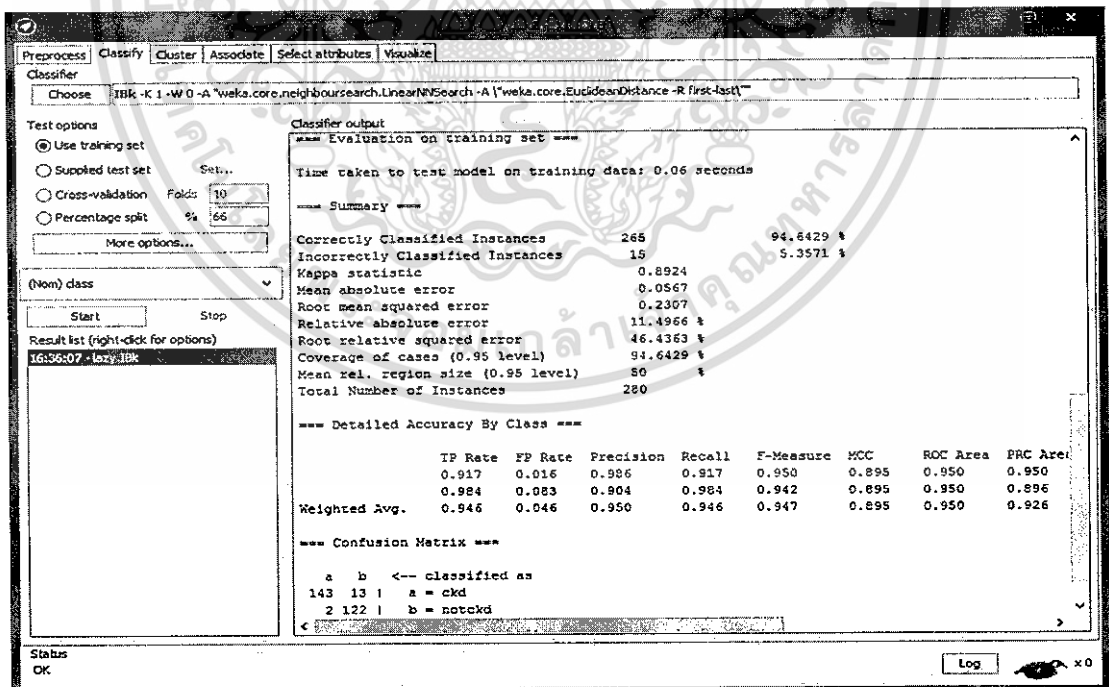 Preprocess Classify Cluster Associate Select attributes Visualize
Classifier
Choose IBk -K 1 -W 0 -A "weka.core.neighboursearch.LinearNNSearch -A \"weka.core.EuclideanDistance -R first-last\""
Test options
Use training set
Supplied test set Set...
Cross-validation Folds 10
Percentage split % 66
More options...
(Nom) class
Start Stop
Result list (right-click for options)
16:36:07 - lazy.IBk
Classifier output
=== Evaluation on training set ===
Time taken to test model on training data: 0.06 seconds
=== Summary ===
Correctly Classified Instances 265 94.6429 %
Incorrectly Classified Instances 15 5.3571 %
Kappa statistic 0.8924
Mean absolute error 0.0567
Root mean squared error 0.2307
Relative absolute error 11.4966 %
Root relative squared error 46.4363 %
Coverage of cases (0.95 level) 94.6429 %
Mean rel. region size (0.95 level) 50 %
Total Number of Instances 280
=== Detailed Accuracy By Class ===
TP Rate FP Rate Precision Recall F-Measure MCC ROC Area PRC Area
0.917 0.016 0.986 0.917 0.950 0.895 0.950 0.950
0.984 0.083 0.904 0.984 0.942 0.895 0.950 0.896
Weighted Avg. 0.946 0.046 0.950 0.946 0.947 0.895 0.950 0.926
=== Confusion Matrix ===
a b <-- classified as
143 13 | a = ckd
2 122 | b = notckd
Status
OK
Log
x 0